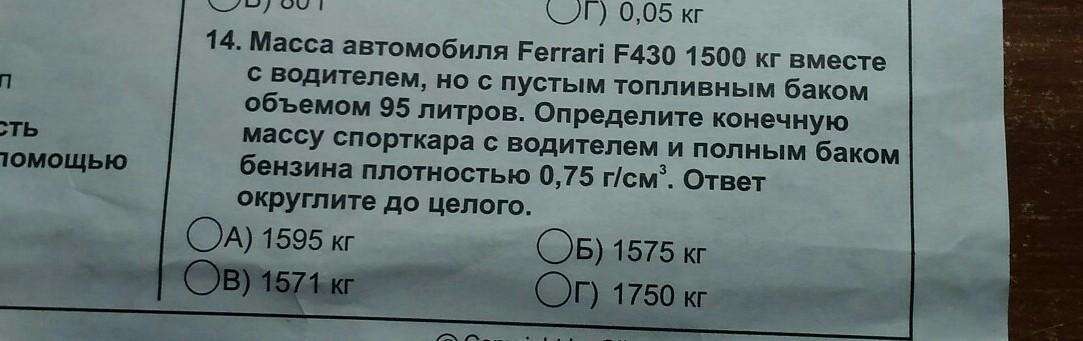 Г) 0,05 кг
14. Масса автомобиля Ferrari F430 1500 кг вместе
с водителем, но с пустым топливным баком
объемом 95 литров. Определите конечную
массу спорткара с водителем и полным баком
бензина плотностью 0,75 г/см³. Ответ
округлите до целого.
А) 1595 кг Б) 1575 кг
В) 1571 кг Г) 1750 кг
сть
помощью